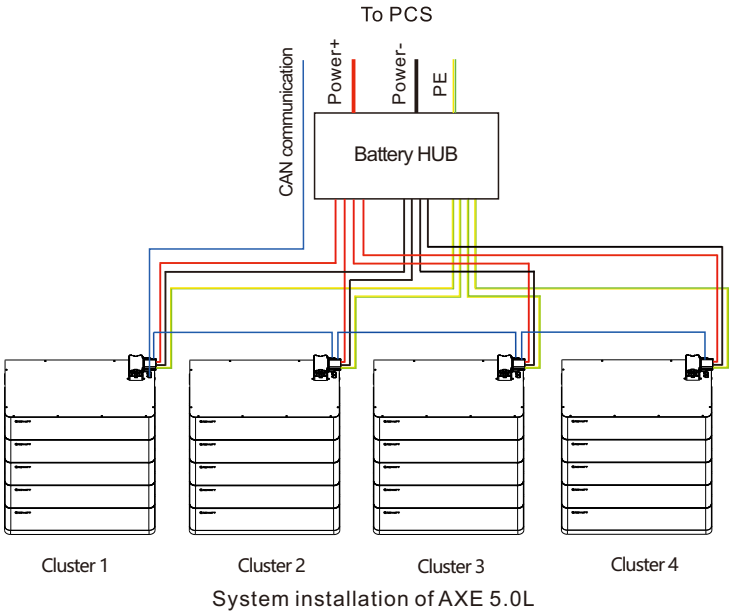 To PCS
CAN communication
Power+
Power-
PE
Battery HUB
Cluster 1
Cluster 2
Cluster 3
Cluster 4
System installation of AXE 5.0L